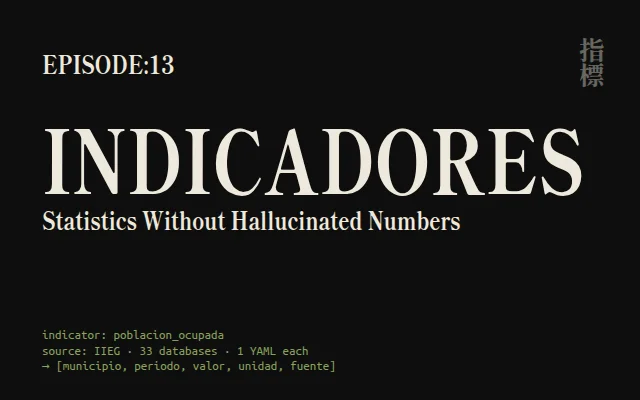 EPISODE:13
指標
INDICADORES
Statistics Without Hallucinated Numbers
indicator: poblacion_ocupada
source: IIEG · 33 databases · 1 YAML each
→ [municipio, periodo, valor, unidad, fuente]